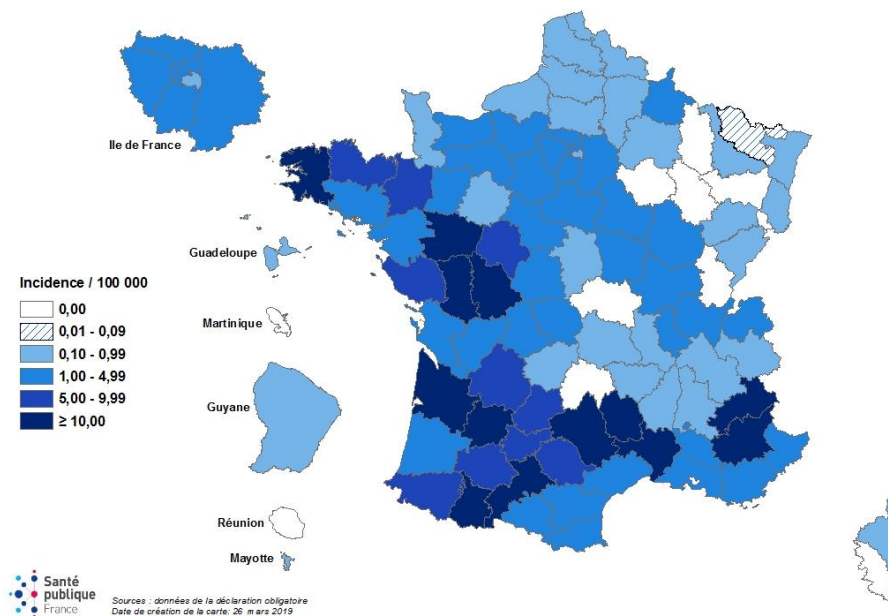 Ile de France
Guadeloupe
Incidence / 100 000
0,00
0,01 - 0,09
0,10 - 0,99
1,00 - 4,99
5,00 - 9,99
≥ 10,00
Martinique
Guyane
Réunion
Mayotte
Santé
publique
France
Sources : données de la déclaration obligatoire
Date de création de la carte: 26 mars 2019